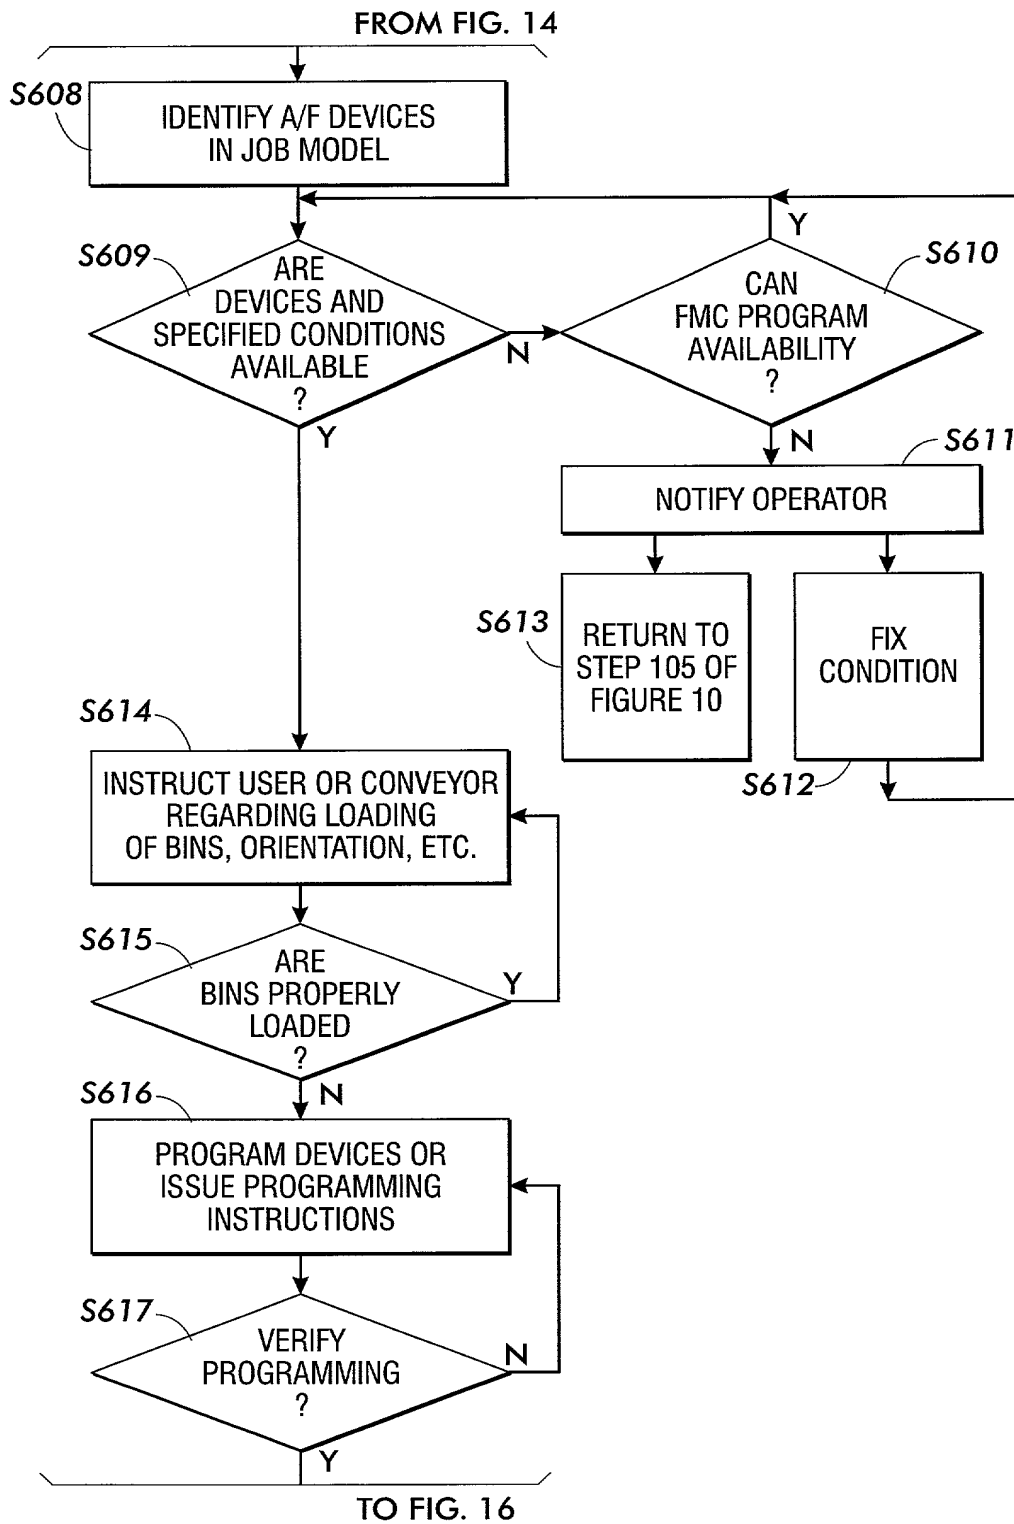 FROM FIG. 14
S608
IDENTIFY A/F DEVICES
IN JOB MODEL
S609
ARE
DEVICES AND
SPECIFIED CONDITIONS
AVAILABLE
?
N
Y
S610
Y
CAN
FMC PROGRAM
AVAILABILITY
?
N
S611
NOTIFY OPERATOR
S613
RETURN TO
STEP 105 OF
FIGURE 10
FIX
CONDITION
S612
S614
INSTRUCT USER OR CONVEYOR
REGARDING LOADING
OF BINS, ORIENTATION, ETC.
S615
ARE
BINS PROPERLY
LOADED
?
Y
N
S616
PROGRAM DEVICES OR
ISSUE PROGRAMMING
INSTRUCTIONS
S617
VERIFY
PROGRAMMING
?
N
Y
TO FIG. 16